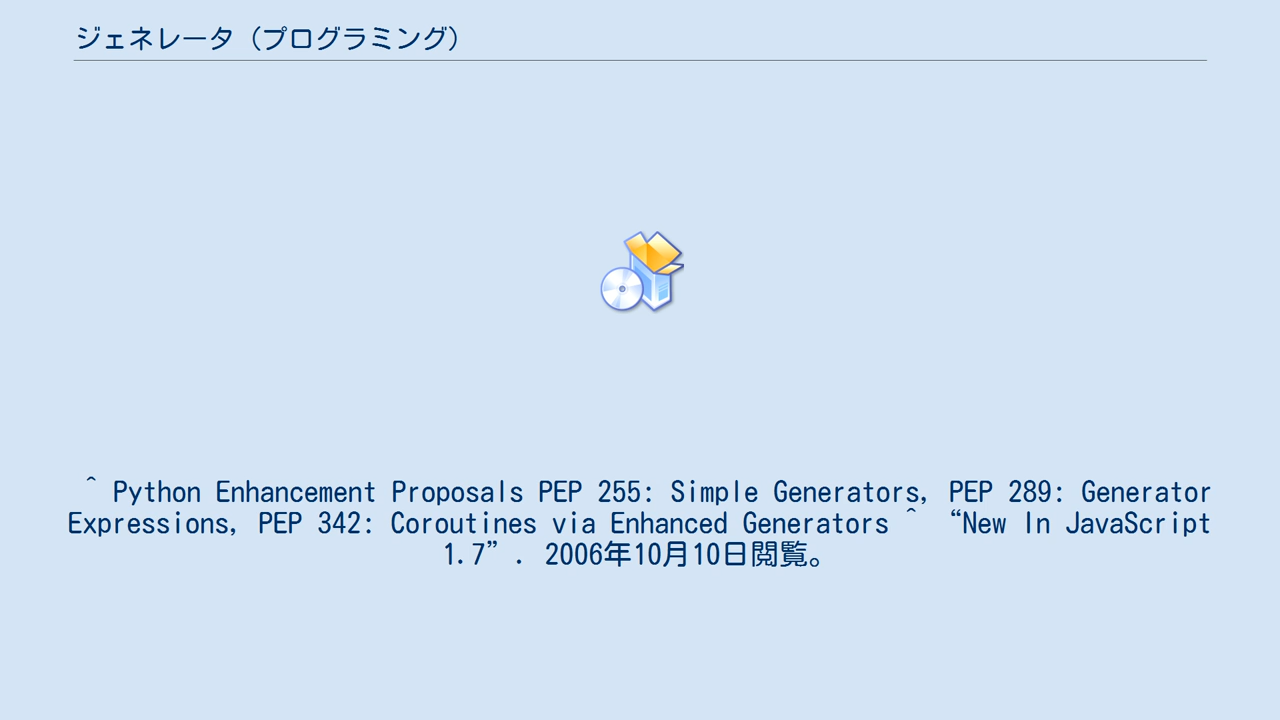 ジェネレータ（プログラミング）
^ Python Enhancement Proposals PEP 255: Simple Generators, PEP 289: Generator
Expressions, PEP 342: Coroutines via Enhanced Generators ^ “New In JavaScript
1.7”. 2006年10月10日閲覧。